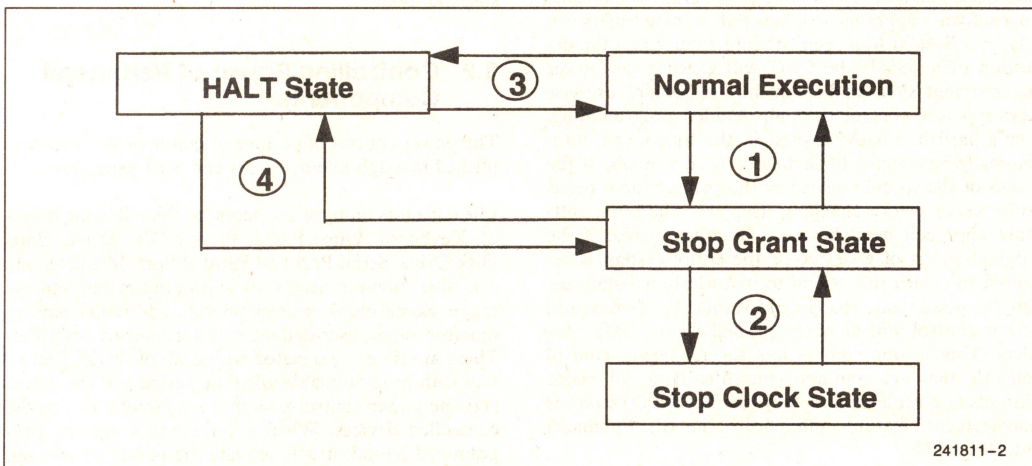 HALT State
3
Normal Execution
4
1
Stop Grant State
2
Stop Clock State
241811-2